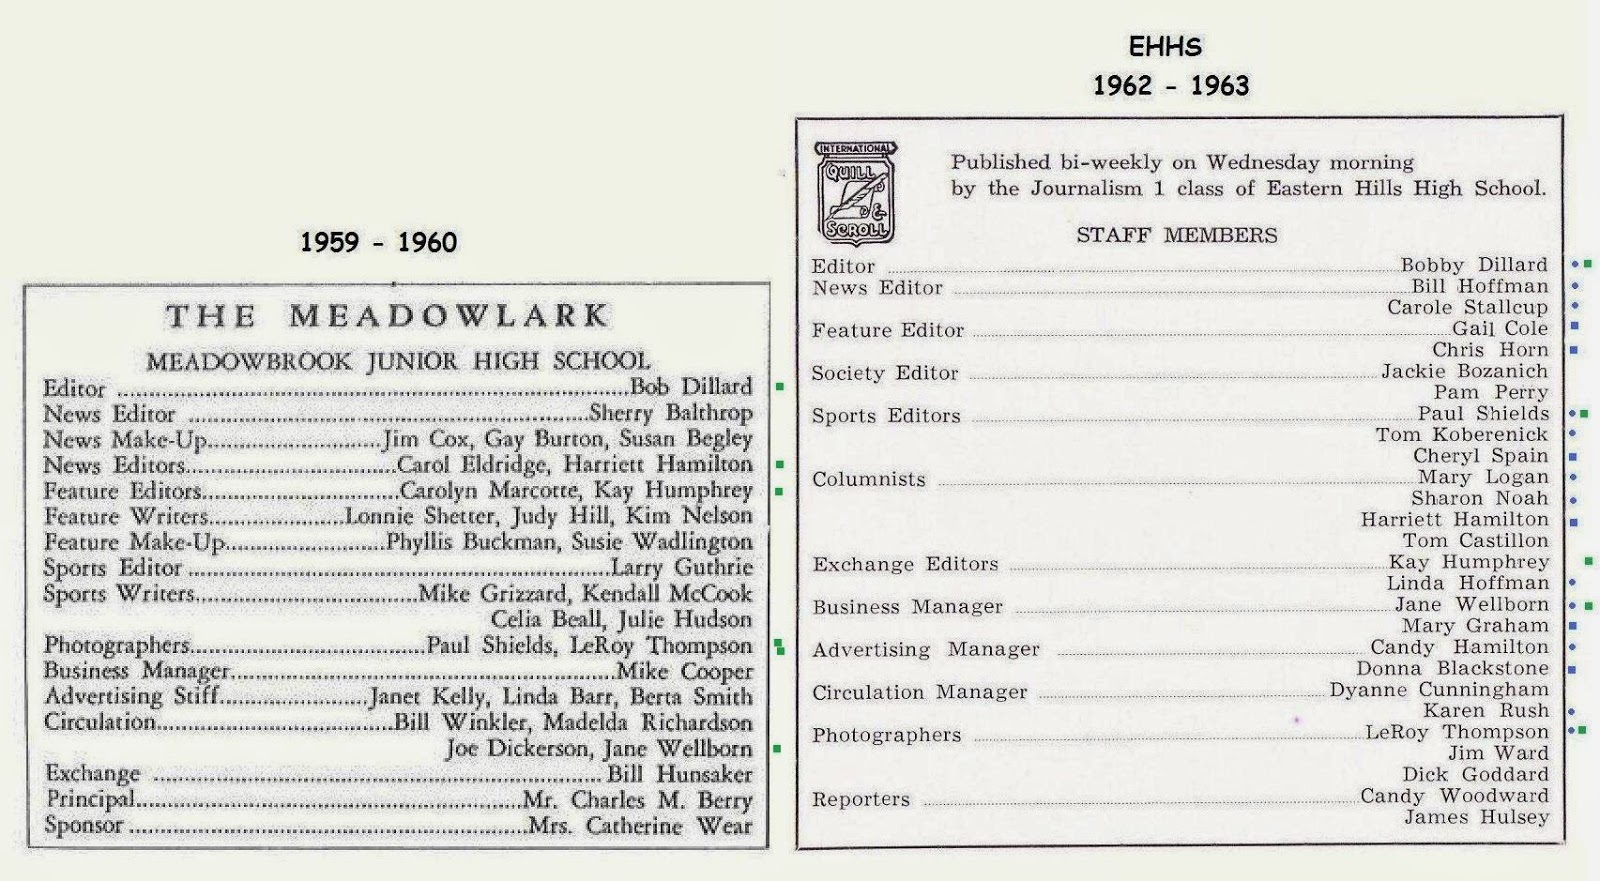 1959 - 1960
THE MEADOWLARK
MEADOWBROOK JUNIOR HIGH SCHOOL
Editor ................Bob Dillard
News Editor ................Sherry Balthrop
News Make-Up................Jim Cox, Gay Burton, Susan Begley
News Editors................Carol Eldridge, Harriett Hamilton
Feature Editors................Carolyn Marcotte, Kay Humphrey
Feature Writers................Lonnie Shetter, Judy Hill, Kim Nelson
Feature Make-Up................Phyllis Buckman, Susie Wadlington
Sports Editor ................Larry Guthrie
Sports Writers................Mike Grizzard, Kendall McCook
Celia Beall, Julie Hudson
Photographers................Paul Shields, LeRoy Thompson
Business Manager................Mike Cooper
Advertising Stiff................Janet Kelly, Linda Barr, Berta Smith
Circulation................Bill Winkler, Madelda Richardson
Joe Dickerson, Jane Wellborn
Exchange ................Bill Hunsaker
Principal................Mr. Charles M. Berry
Sponsor ................Mrs. Catherine Wear
EHHS
1962 - 1963
INTERNATIONAL
QUILL
&
SCROLL
Published bi-weekly on Wednesday morning
by the Journalism 1 class of Eastern Hills High School.
STAFF MEMBERS
Editor ................Bobby Dillard
News Editor ................Bill Hoffman
Carole Stallcup
Feature Editor ................Gail Cole
Chris Horn
Society Editor ................Jackie Bozanich
Pam Perry
Sports Editors ................Paul Shields
Tom Koberenick
Cheryl Spain
Columnists ................Mary Logan
Sharon Noah
Harriett Hamilton
Tom Castillon
Exchange Editors ................Kay Humphrey
Linda Hoffman
Business Manager ................Jane Wellborn
Mary Graham
Advertising Manager ................Candy Hamilton
Donna Blackstone
Circulation Manager ................Dyanne Cunningham
Karen Rush
Photographers ................LeRoy Thompson
Jim Ward
Dick Goddard
Reporters ................Candy Woodward
James Hulsey